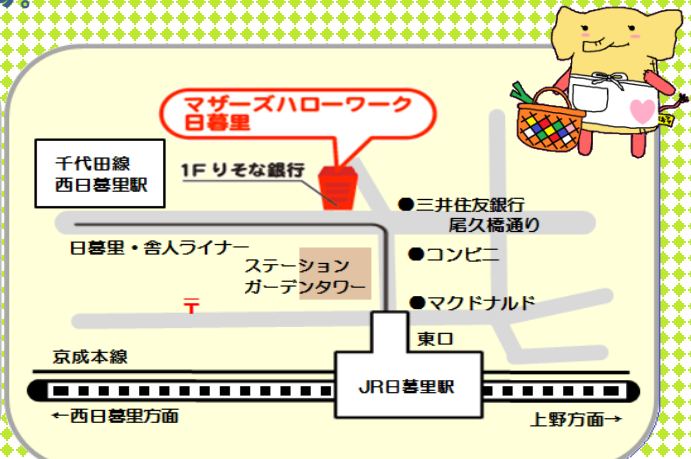 す。
マザーズハローワーク
日暮里
千代田線
西日暮里駅
1F りそな銀行
●三井住友銀行
尾久橋通り
日暮里・舎人ライナー
●コンビニ
ステーション
ガーデンタワー
〒
●マクドナルド
東口
京成本線
JR日暮里駅
←西日暮里方面
上野方面→